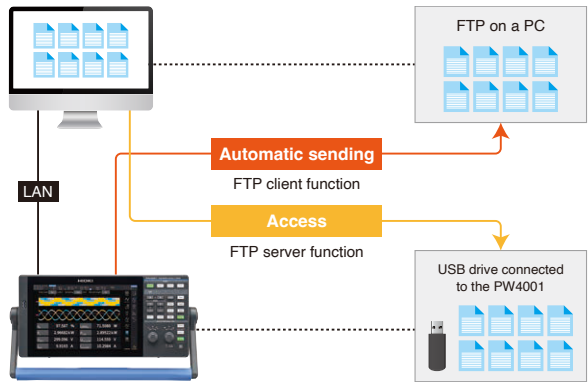 FTP on a PC
Automatic sending
FTP client function
LAN
Access
FTP server function
USB drive connected
to the PW4001
HIOKI